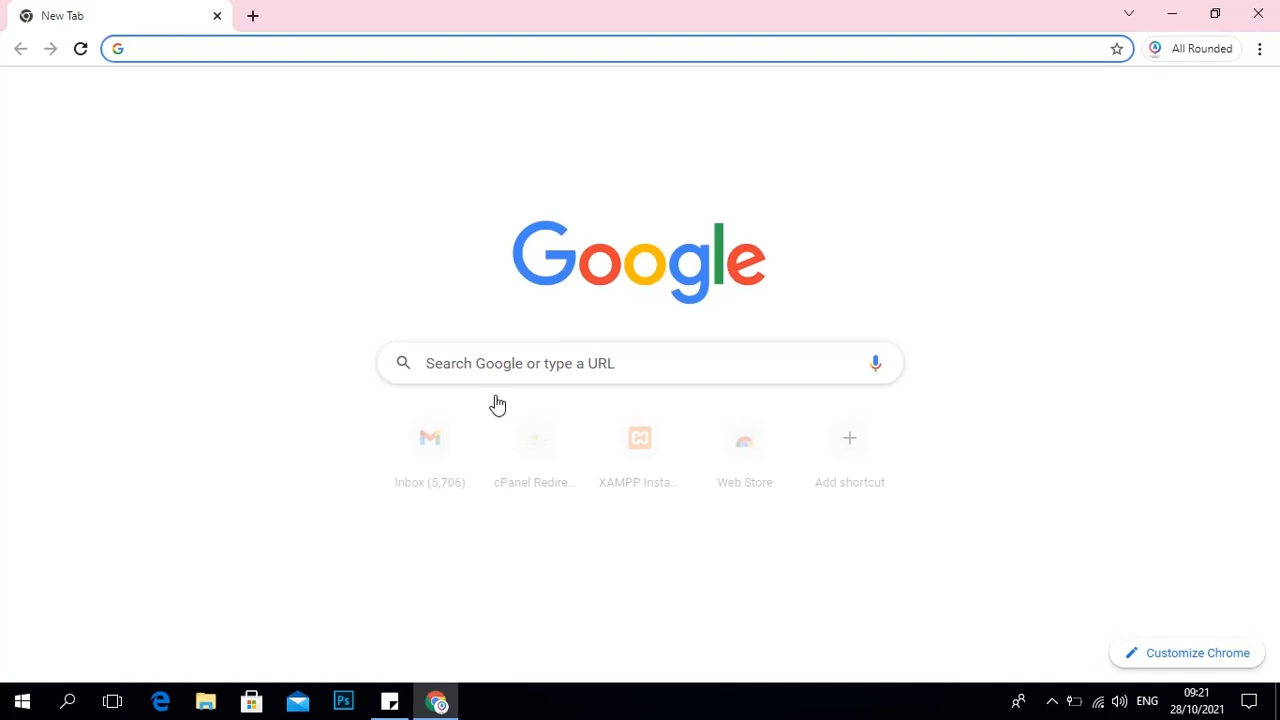 New Tab
All Rounded
Google
Search Google or type a URL
Inbox (5,706)
cPanel Redire...
XAMPP Insta...
Web Store
Add shortcut
Customize Chrome
Ps
ENG
09:21
28/10/2021